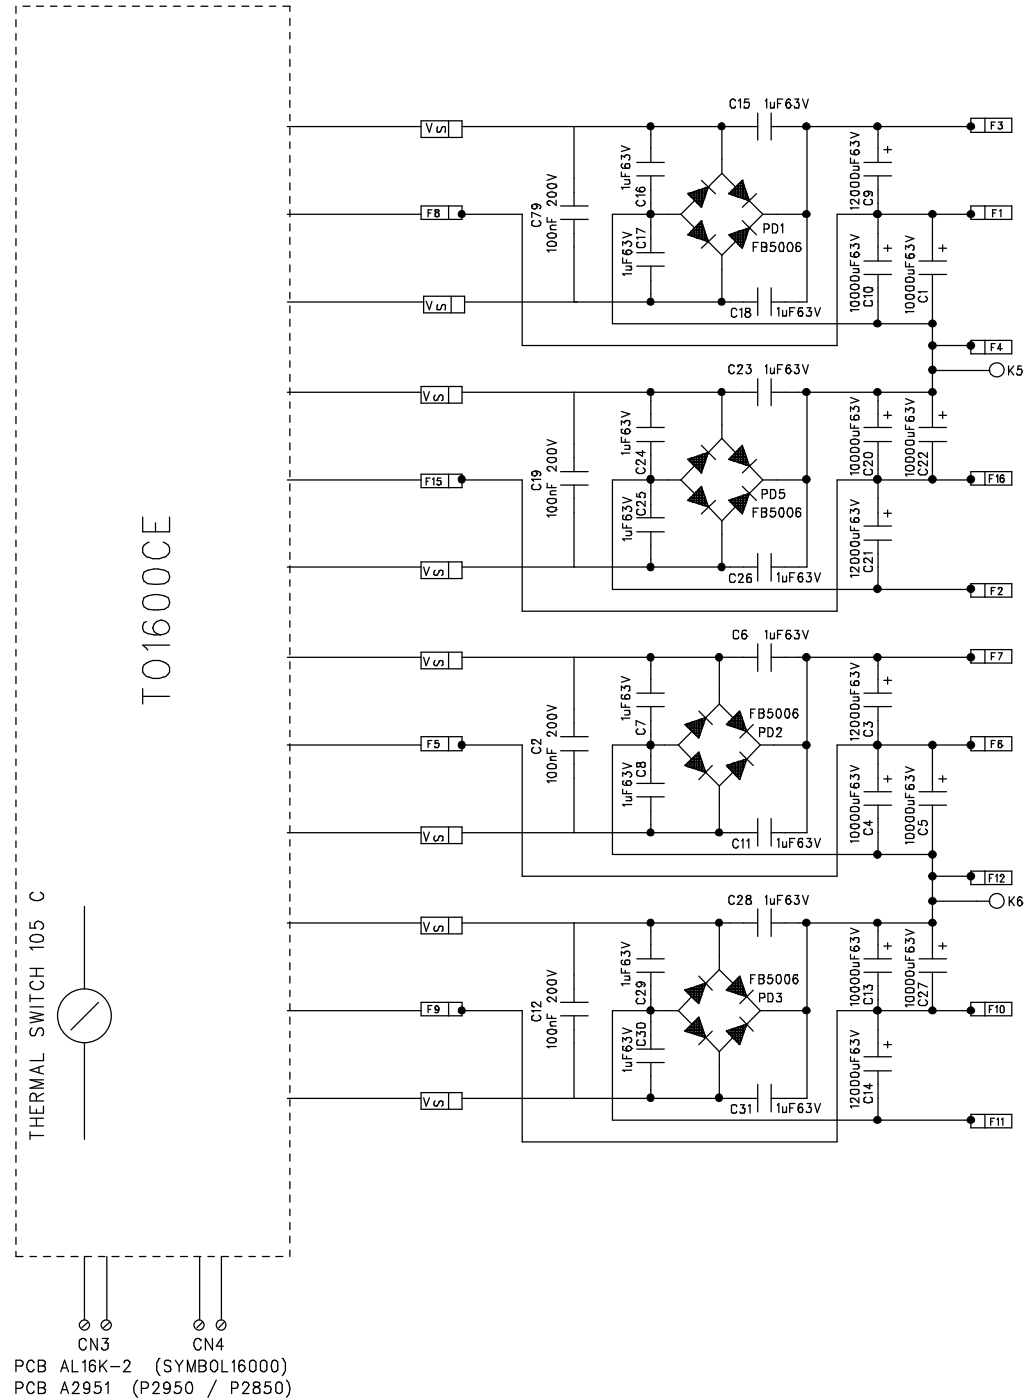 C15 1uF63V
VS
F3
1uF63V
C16
12000uF63V
C9
+
C79
100nF 200V
F8
F1
PD1
FB5006
C17
1uF63V
10000uF63V
C10
+
10000uF63V
C1
+
VS
C18 1uF63V
F4
K5
C23 1uF63V
VS
1uF63V
C24
10000uF63V
C20
+
10000uF63V
C22
+
C19
100nF 200V
F15
F16
PD5
FB5006
C25
1uF63V
12000uF63V
C21
+
VS
C26 1uF63V
F2
TO1600CE
C6 1uF63V
VS
F7
1uF63V
C7
12000uF63V
C3
+
C2
100nF 200V
FB5006
PD2
F5
F6
C8
1uF63V
10000uF63V
C4
+
10000uF63V
C5
+
VS
C11 1uF63V
F12
K6
C28 1uF63V
VS
1uF63V
C29
10000uF63V
C13
+
10000uF63V
C27
+
C12
100nF 200V
FB5006
PD3
F9
F10
C30
1uF63V
12000uF63V
C14
+
VS
C31 1uF63V
F11
THERMAL SWITCH 105 C
CN3
CN4
PCB AL16K-2 (SYMBOL16000)
PCB A2951 (P2950 / P2850)